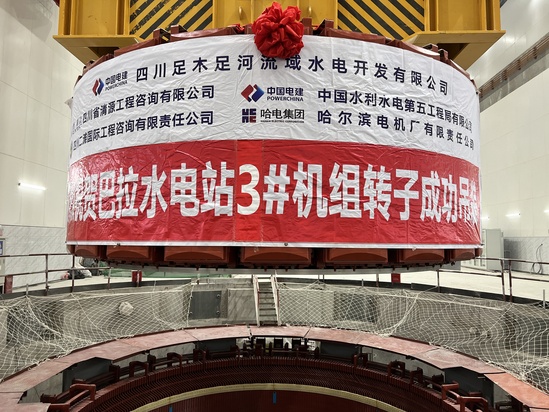 中国电建 POWERCHINA 四川足木足河流域水电开发有限公司
四川省清源工程咨询有限公司 中国电建 POWERCHINA 中国水利水电第五工程局有限公司
二滩国际工程咨询有限责任公司 HE 哈电集团 哈尔滨电机厂有限责任公司
贺巴拉水电站3#机组转子成功吊